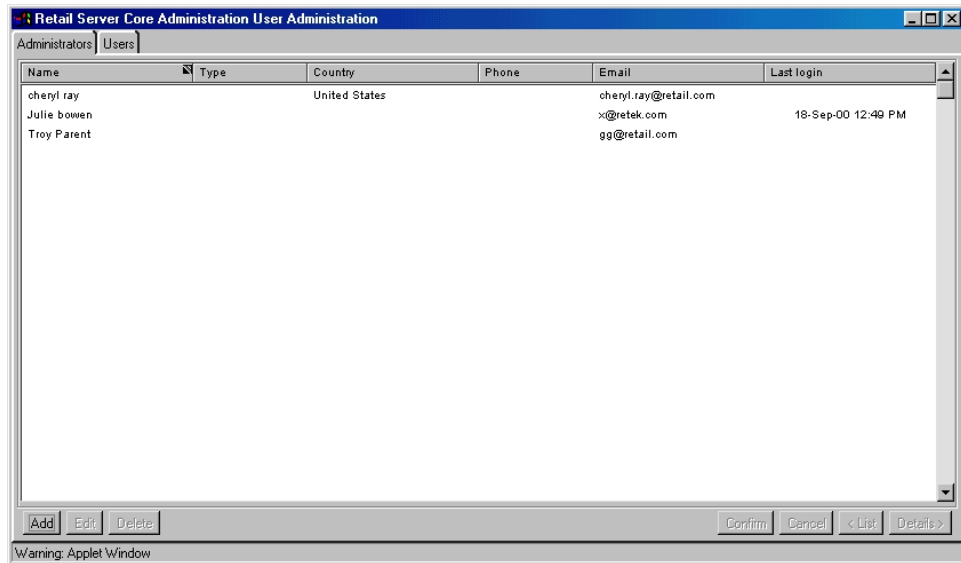 Retail Server Core Administration User Administration
Administrators Users
Name Type Country Phone Email Last login
cheryl ray United States cheryl.ray@retail.com
Julie bowen x@retek.com 18-Sep-00 12:49 PM
Troy Parent gg@retail.com
Add Edit Delete Confirm Cancel < List Details >
Warning: Applet Window